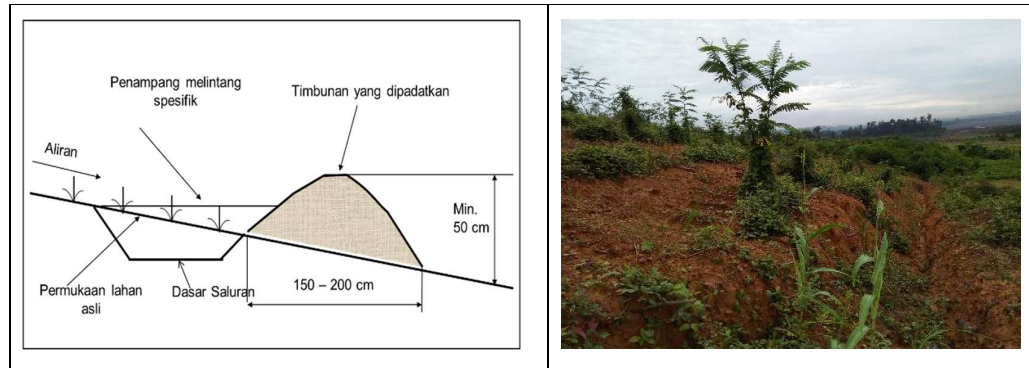 Penampang melintang
spesifik
Timbunan yang dipadatkan
Aliran
Min.
50 cm
Permukaan lahan
asli
Dasar Saluran
150 – 200 cm